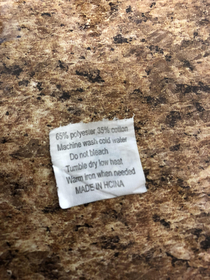 65% polyester 35% cotton
Machine wash cold water
Do not bleach
Tumble dry low heat
Warm iron when needed
MADE IN HCINA